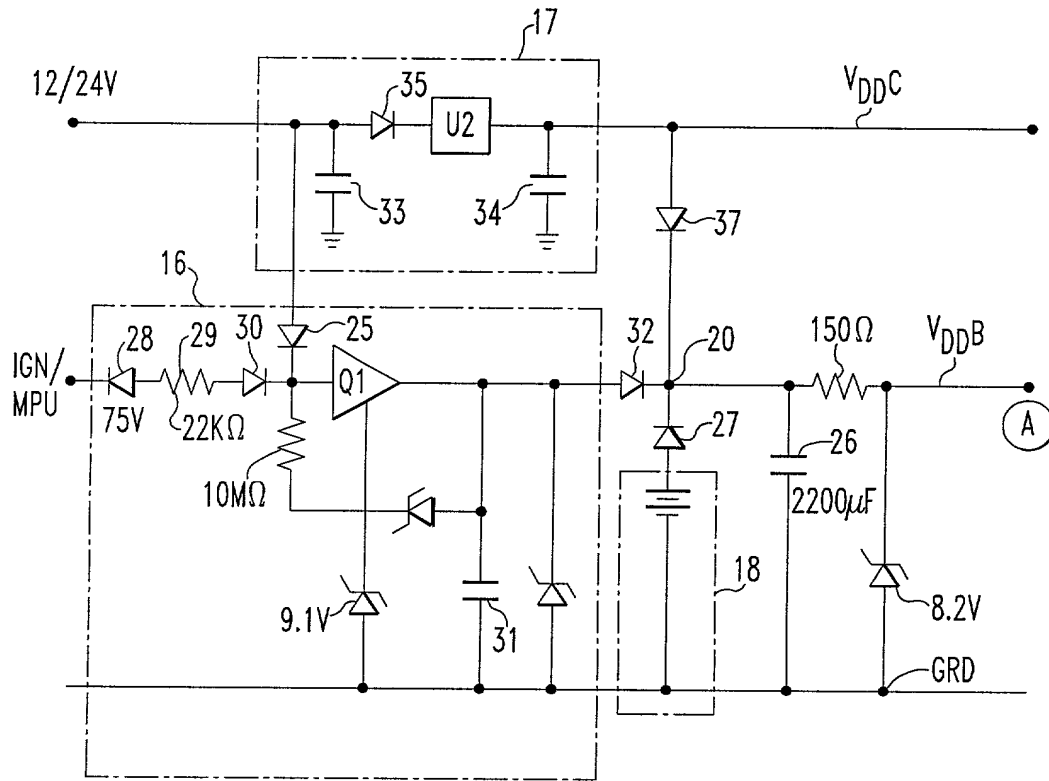 17
12/24V
35
V_DDC
U2
33
34
37
16
28
29
30
25
20
150Ω
V_DDB
IGN/
MPU
Q1
32
75V
22KΩ
27
26
A
10MΩ
2200μF
18
9.1V
31
8.2V
GRD